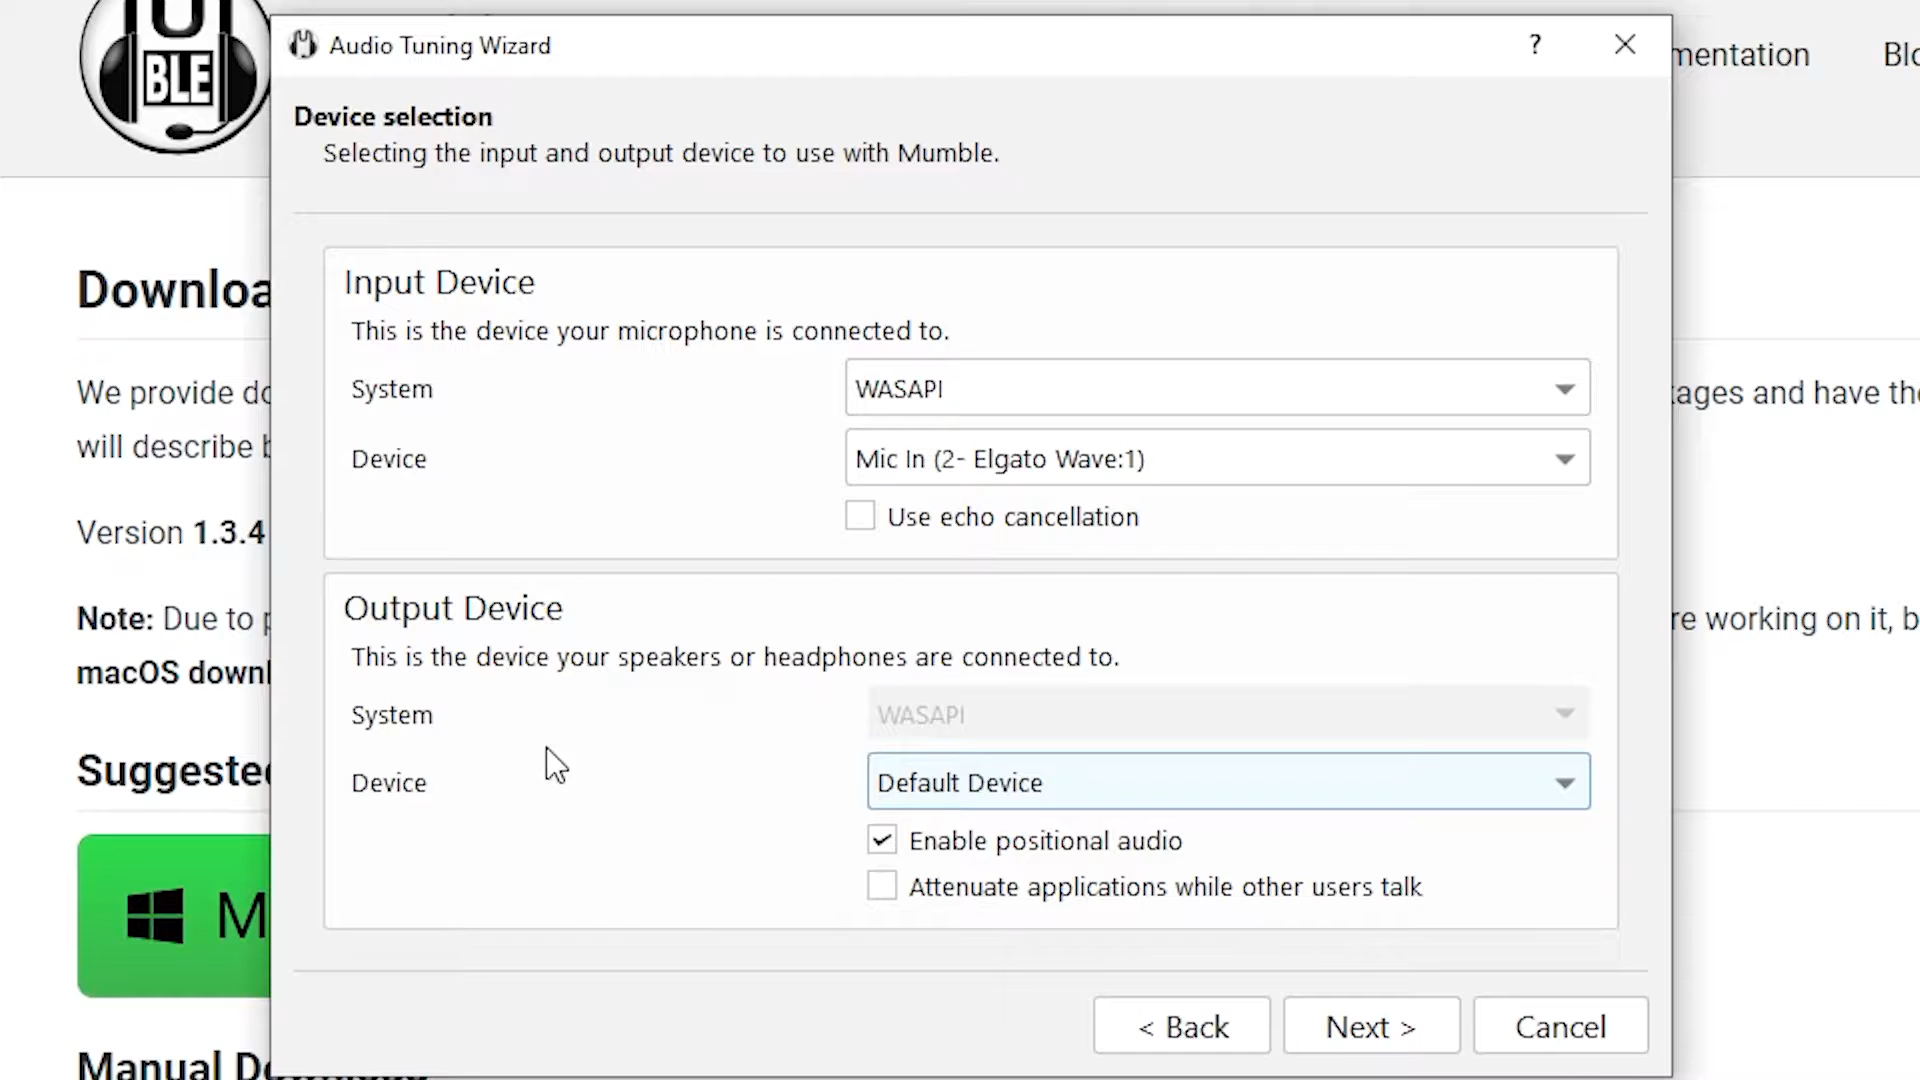 BLE
Audio Tuning Wizard
?
mentation
Device selection
Selecting the input and output device to use with Mumble.
Input Device
This is the device your microphone is connected to.
System
WASAPI
Device
Mic In (2- Elgato Wave:1)
Use echo cancellation
Output Device
This is the device your speakers or headphones are connected to.
System
WASAPI
Device
Default Device
Enable positional audio
Attenuate applications while other users talk
< Back
Next >
Cancel
Downloa
We provide
ages and have
will describe
Version 1.3.4
Note: Due to
re working on it,
macOS downl
Suggested
M
Manual